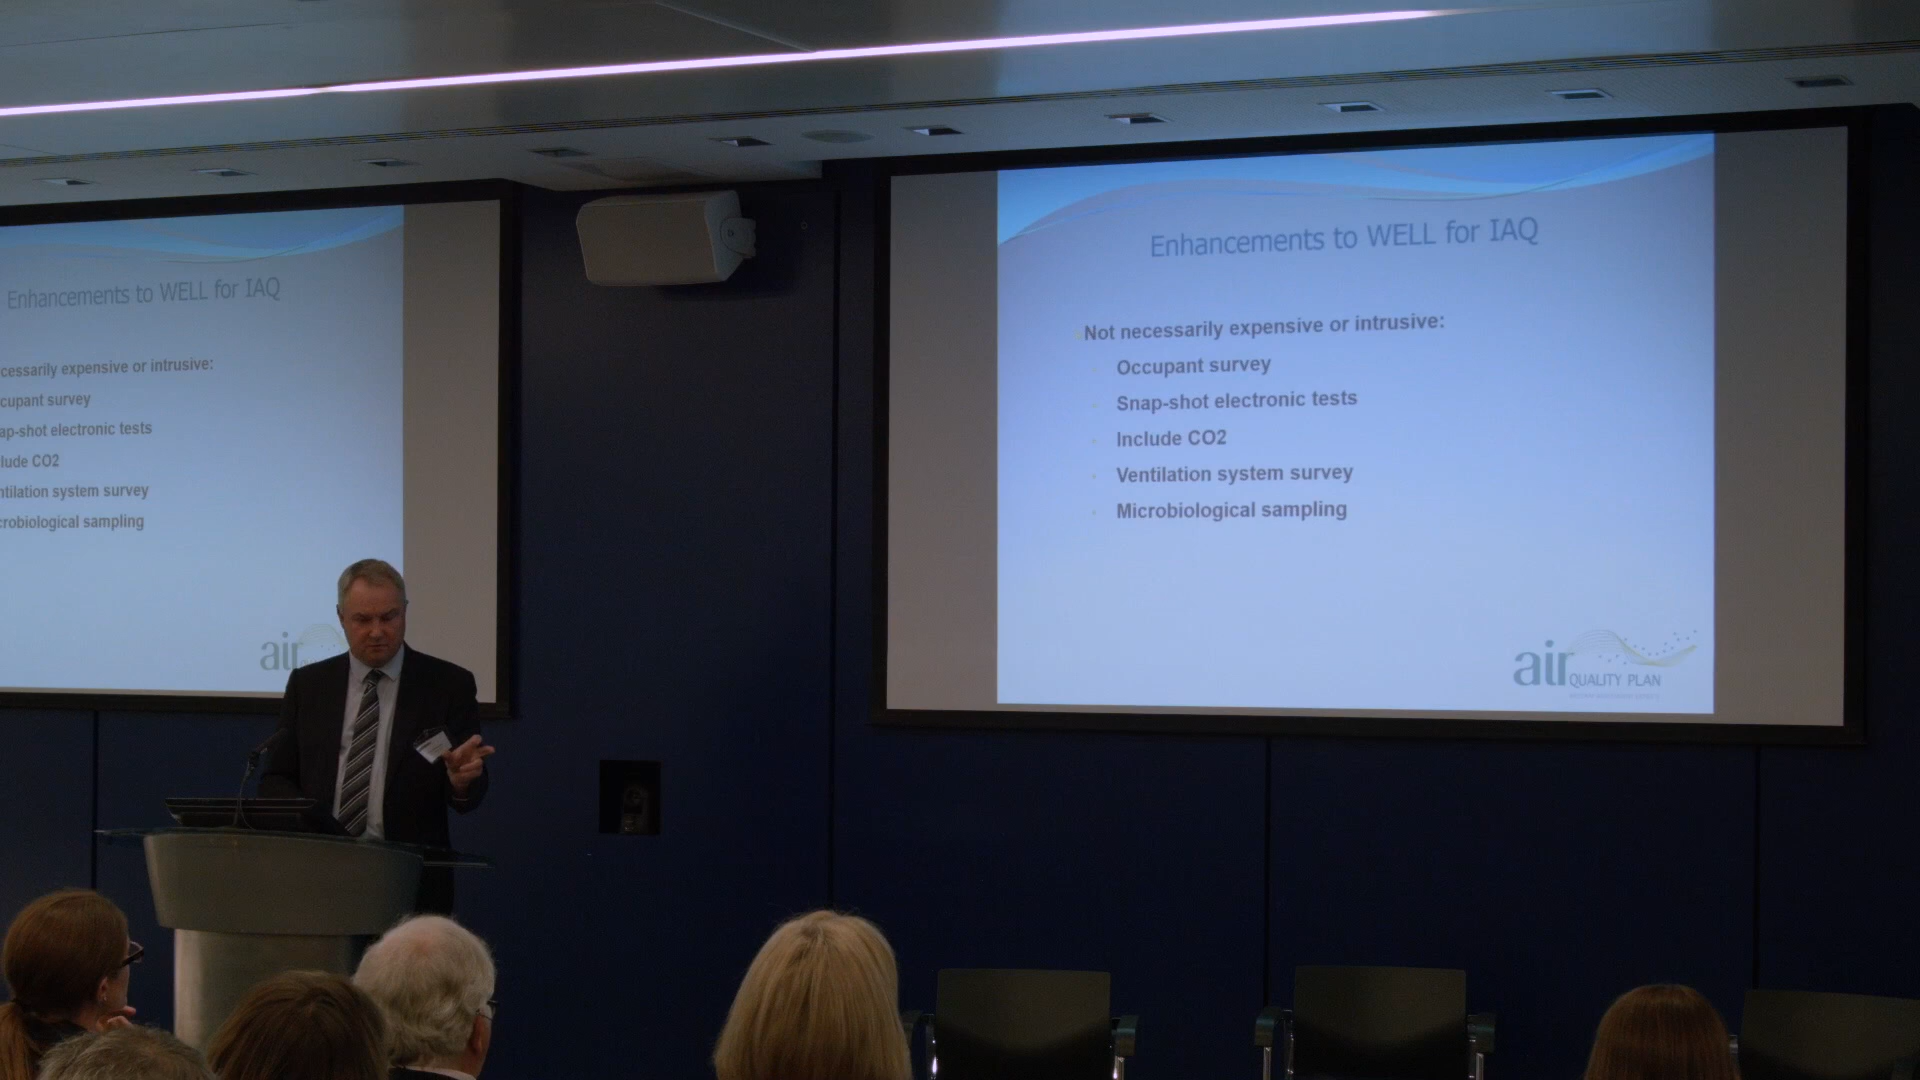 Enhancements to WELL for IAQ
cessarily expensive or intrusive:
cupant survey
ap-shot electronic tests
lude CO2
ntilation system survey
crobiological sampling
air
Enhancements to WELL for IAQ
Not necessarily expensive or intrusive:
Occupant survey
Snap-shot electronic tests
Include CO2
Ventilation system survey
Microbiological sampling
air QUALITY PLAN